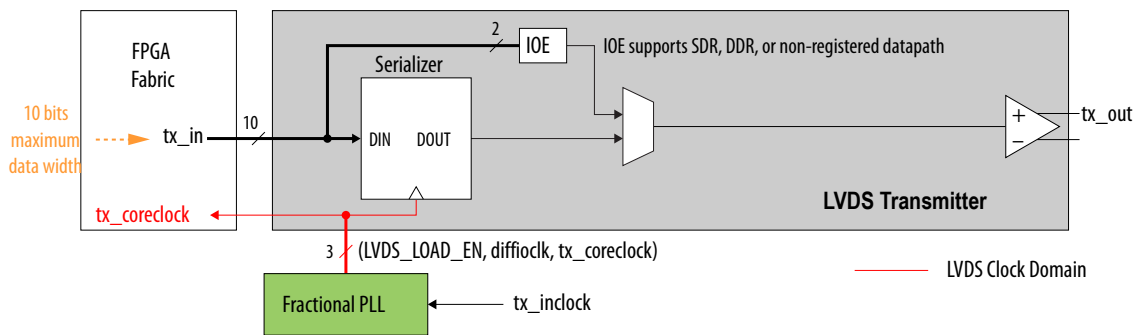 FPGA
Fabric
2
IOE
IOE supports SDR, DDR, or non-registered datapath
Serializer
10 bits
maximum
data width
tx_in
10
DIN
DOUT
+
−
tx_out
tx_coreclock
LVDS Transmitter
3
(LVDS_LOAD_EN, diffioclk, tx_coreclock)
LVDS Clock Domain
Fractional PLL
tx_inclock